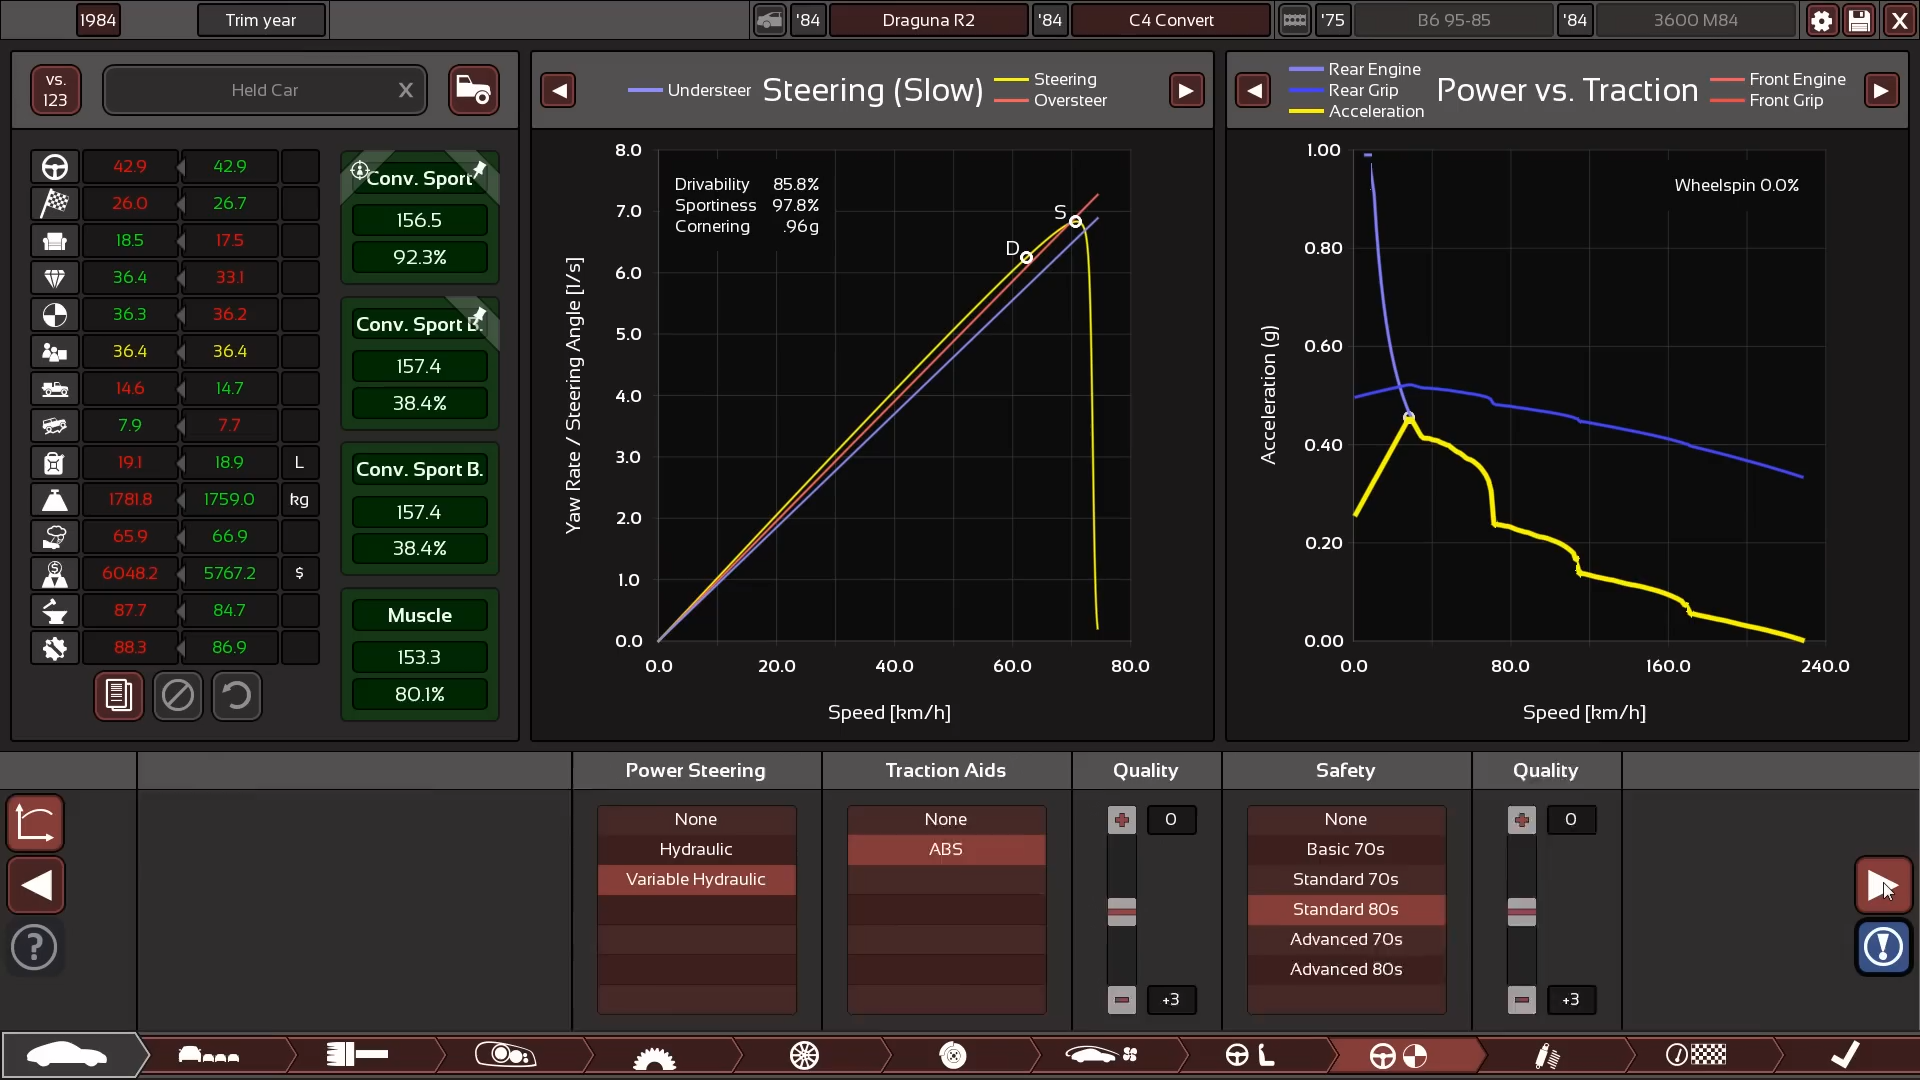 1984
Trim year
'84
Draguna R2
'84
C4 Convert
'75
B6 95-85
'84
3600 M84
X
vs.
123
Held Car
X
Understeer
Steering (Slow)
Steering
Oversteer
Rear Engine
Rear Grip
Acceleration
Power vs. Traction
Front Engine
Front Grip
42.9 42.9
26.0 26.7
18.5 17.5
36.4 33.1
36.3 36.2
36.4 36.4
14.6 14.7
7.9 7.7
19.1 18.9 L
1781.8 1759.0 kg
65.9 66.9
6048.2 5767.2 $
87.7 84.7
88.3 86.9
Conv. Sport
156.5
92.3%
Conv. Sport B.
157.4
38.4%
Conv. Sport B.
157.4
38.4%
Muscle
153.3
80.1%
Drivability 85.8%
Sportiness 97.8%
Cornering .96g
S
D
Yaw Rate / Steering Angle [1/s]
8.0
7.0
6.0
5.0
4.0
3.0
2.0
1.0
0.0
0.0 20.0 40.0 60.0 80.0
Speed [km/h]
Wheelspin 0.0%
Acceleration (g)
1.00
0.80
0.60
0.40
0.20
0.00
0.0 80.0 160.0 240.0
Speed [km/h]
Power Steering
None
Hydraulic
Variable Hydraulic
Traction Aids
None
ABS
Quality
0
+3
Safety
None
Basic 70s
Standard 70s
Standard 80s
Advanced 70s
Advanced 80s
Quality
0
+3
?